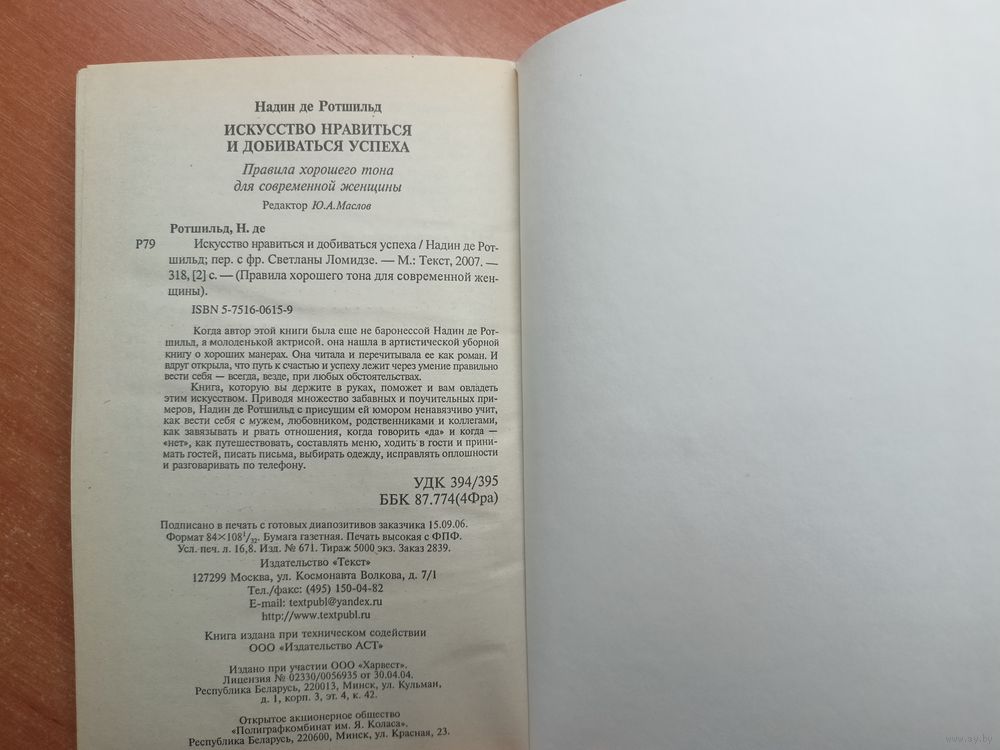 Надин де Ротшильд
ИСКУССТВО НРАВИТЬСЯ
И ДОБИВАТЬСЯ УСПЕХА
Правила хорошего тона
для современной женщины
Редактор Ю.А.Маслов
Ротшильд, Н. де
Р79 Искусство нравиться и добиваться успеха / Надин де Рот-
шильд; пер. с фр. Светланы Ломидзе. — М.: Текст, 2007. —
318, [2] с. — (Правила хорошего тона для современной жен-
щины).
ISBN 5-7516-0615-9
Когда автор этой книги была еще не баронессой Надин де Рот-
шильд, а молоденькой актрисой. она нашла в артистической уборной
книгу о хороших манерах. Она читала и перечитывала ее как роман. И
вдруг открыла, что путь к счастью и успеху лежит через умение правильно
вести себя — всегда, везде, при любых обстоятельствах.
Книга, которую вы держите в руках, поможет и вам овладеть
этим искусством. Приводя множество забавных и поучительных при-
меров, Надин де Ротшильд с присущим ей юмором ненавязчиво учит,
как вести себя с мужем, любовником, родственниками и коллегами,
как завязывать и рвать отношения, когда говорить «да» и когда —
«нет», как путешествовать, составлять меню, ходить в гости и прини-
мать гостей, писать письма, выбирать одежду, исправлять оплошности
и разговаривать по телефону.
УДК 394/395
ББК 87.774(4Фра)
Подписано в печать с готовых диапозитивов заказчика 15.09.06.
Формат 84×108 1/32. Бумага газетная. Печать высокая с ФПФ.
Усл. печ. л. 16,8. Изд. № 671. Тираж 5000 экз. Заказ 2839.
Издательство «Текст»
127299 Москва, ул. Космонавта Волкова, д. 7/1
Тел./факс: (495) 150-04-82
E-mail: textpubl@yandex.ru
http://www.textpubl.ru
Книга издана при техническом содействии
ООО «Издательство АСТ»
Издано при участии ООО «Харвест».
Лицензия № 02330/0056935 от 30.04.04.
Республика Беларусь, 220013, Минск, ул. Кульман,
д. 1, корп. 3, эт. 4, к. 42.
Открытое акционерное общество
«Полиграфкомбинат им. Я. Коласа».
Республика Беларусь, 220600, Минск, ул. Красная, 23.
www.ay.by